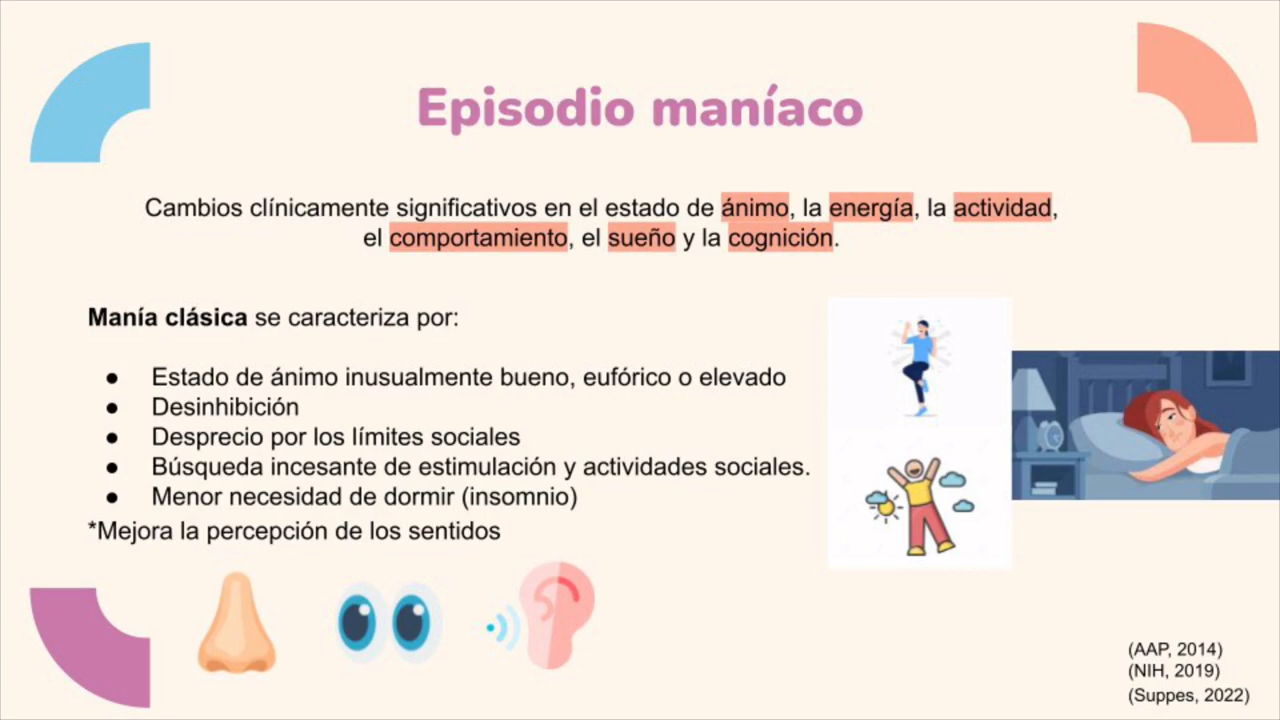 Episodio maníaco
Cambios clínicamente significativos en el estado de ánimo, la energía, la actividad,
el comportamiento, el sueño y la cognición.
Manía clásica se caracteriza por:
● Estado de ánimo inusualmente bueno, eufórico o elevado
● Desinhibición
● Desprecio por los límites sociales
● Búsqueda incesante de estimulación y actividades sociales.
● Menor necesidad de dormir (insomnio)
*Mejora la percepción de los sentidos
(AAP, 2014)
(NIH, 2019)
(Suppes, 2022)